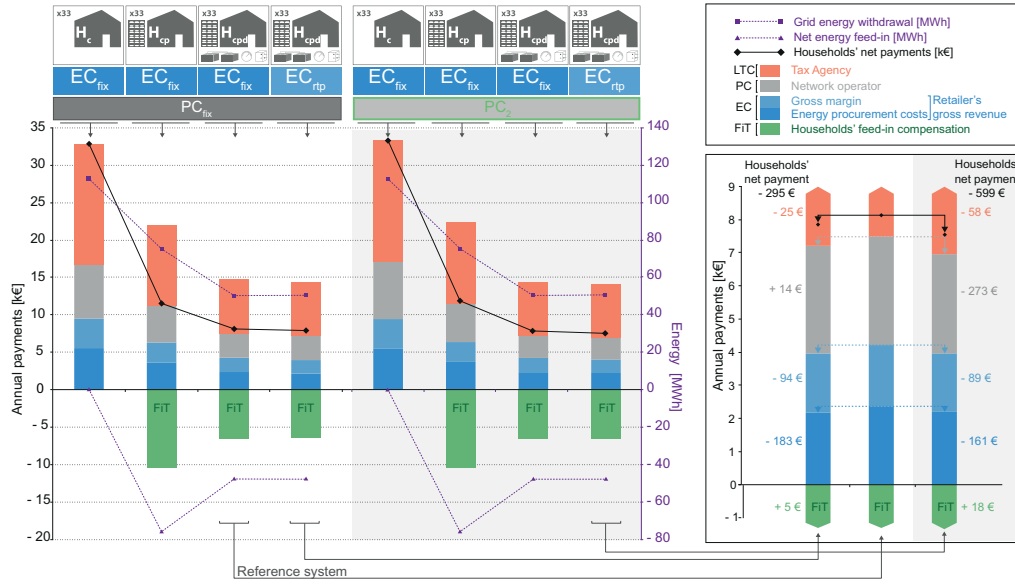 x33 x33 x33 x33 x33 x33 x33 x33
Hc Hcp Hcpd Hcpd Hc Hcp Hcpd Hcpd
ECfix ECfix ECfix ECrtp ECfix ECfix ECfix ECrtp
PCfix PC2
Annual payments [k€]
35
30
25
20
15
10
5
0
- 5
- 10
- 15
- 20
FiT FiT FiT FiT FiT FiT
140
120
100
80
60
40
20
0
- 20
- 40
- 60
- 80
Energy [MWh]
Reference system
Grid energy withdrawal [MWh]
Net energy feed-in [MWh]
Households' net payments [k€]
LTC[ Tax Agency
PC [ Network operator
EC Gross margin
Energy procurement costs
Retailer's
gross revenue
FiT [ Households' feed-in compensation
Households'
net payment
- 295 €
Households'
net payment
- 599 €
Annual payments [k€]
9
8
7
6
5
4
3
2
1
0
- 1
- 25 € - 58 €
+ 14 € - 273 €
- 94 € - 89 €
- 183 € - 161 €
+ 5 € FiT FiT FiT + 18 €